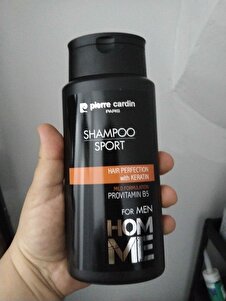 pierre cardin
PARIS
SHAMPOO
SPORT
HAIR PERFECTION
with KERATIN
MILD FORMULATION
PROVITAMIN B5
FOR MEN
HOM
ME